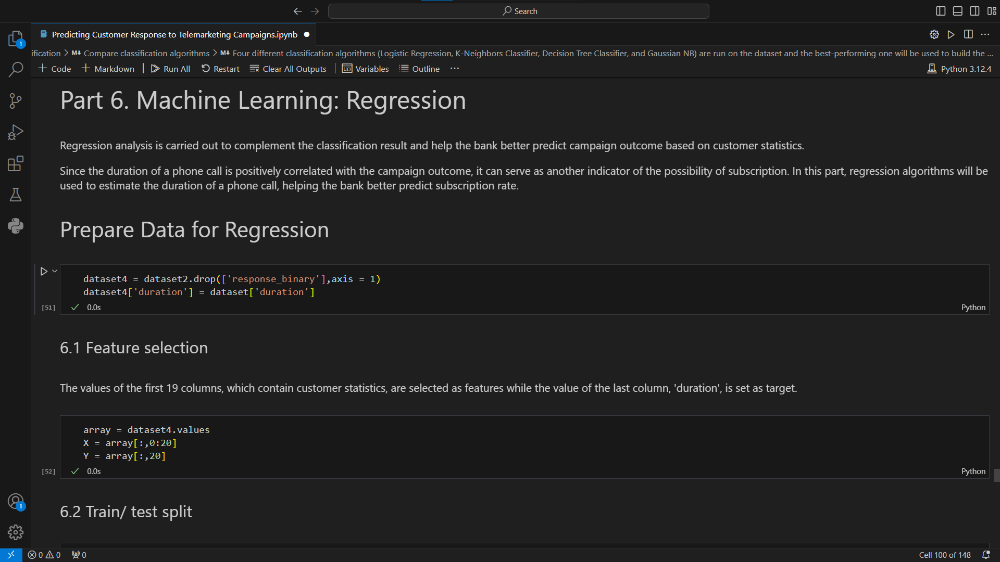 Search
Predicting Customer Response to Telemarketing Campaigns.ipynb
1
ification > M↓ Compare classification algorithms > M↓ Four different classification algorithms (Logistic Regression, K-Neighbors Classifier, Decision Tree Classifier, and Gaussian NB) are run on the dataset and the best-performing one will be used to build the ...
+ Code + Markdown | Run All Restart Clear All Outputs | Variables Outline ... Python 3.12.4
Part 6. Machine Learning: Regression
Regression analysis is carried out to complement the classification result and help the bank better predict campaign outcome based on customer statistics.
Since the duration of a phone call is positively correlated with the campaign outcome, it can serve as another indicator of the possibility of subscription. In this part, regression algorithms will be
used to estimate the duration of a phone call, helping the bank better predict subscription rate.
Prepare Data for Regression
dataset4 = dataset2.drop(['response_binary'],axis = 1)
dataset4['duration'] = dataset['duration']
[51] 0.0s Python
6.1 Feature selection
The values of the first 19 columns, which contain customer statistics, are selected as features while the value of the last column, 'duration', is set as target.
array = dataset4.values
X = array[:,0:20]
Y = array[:,20]
[52] 0.0s Python
6.2 Train/ test split
1
0 0 0 Cell 100 of 148